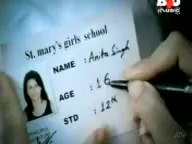 St. mary's girls school
NAME : Anita Singh
AGE : 16
STD : 12th